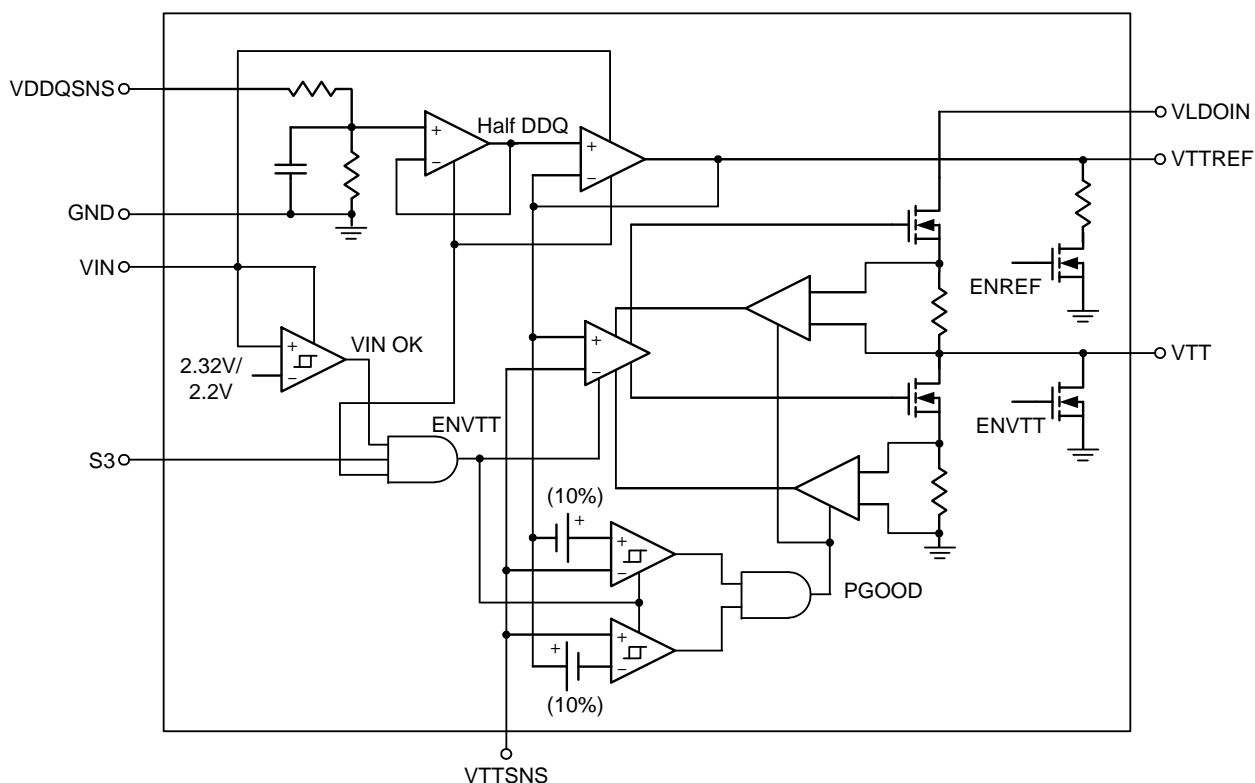 VDDQSNS
Half DDQ
VLDOIN
+
+
−
−
VTTREF
GND
VIN
ENREF
VIN OK
+
+
2.32V/
2.2V
−
−
VTT
ENVTT
ENVTT
S3
(10%)
+
+
−
PGOOD
+
+
−
(10%)
VTTSNS